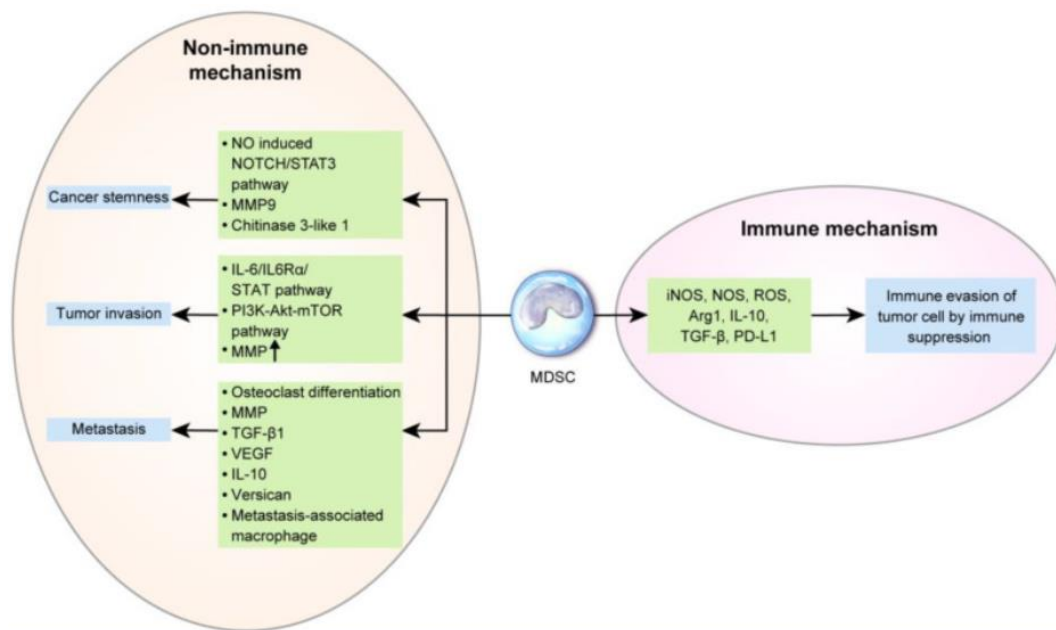 Non-immune
mechanism
Cancer stemness
• NO induced
NOTCH/STAT3
pathway
• MMP9
• Chitinase 3-like 1
Tumor invasion
• IL-6/IL6Rα/
STAT pathway
• PI3K-Akt-mTOR
pathway
• MMP↑
Metastasis
• Osteoclast differentiation
• MMP
• TGF-β1
• VEGF
• IL-10
• Versican
• Metastasis-associated
macrophage
MDSC
Immune mechanism
iNOS, NOS, ROS,
Arg1, IL-10,
TGF-β, PD-L1
Immune evasion of
tumor cell by immune
suppression